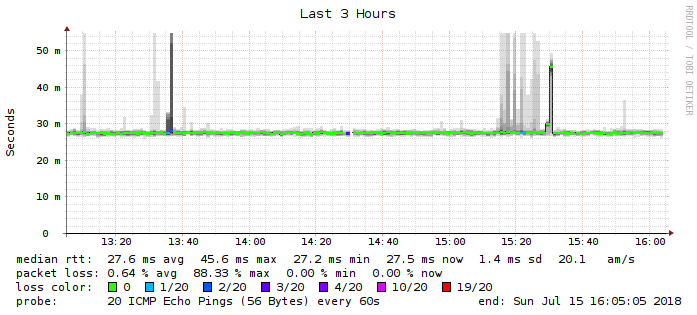 Last 3 Hours
RRDTOOL / TOBI OETIKER
Seconds
50 m
40 m
30 m
20 m
10 m
0
13:20 13:40 14:00 14:20 14:40 15:00 15:20 15:40 16:00
median rtt: 27.6 ms avg 45.6 ms max 27.2 ms min 27.5 ms now 1.4 ms sd 20.1 am/s
packet loss: 0.64 % avg 88.33 % max 0.00 % min 0.00 % now
loss color: 0 1/20 2/20 3/20 4/20 10/20 19/20
probe: 20 ICMP Echo Pings (56 Bytes) every 60s end: Sun Jul 15 16:05:05 2018